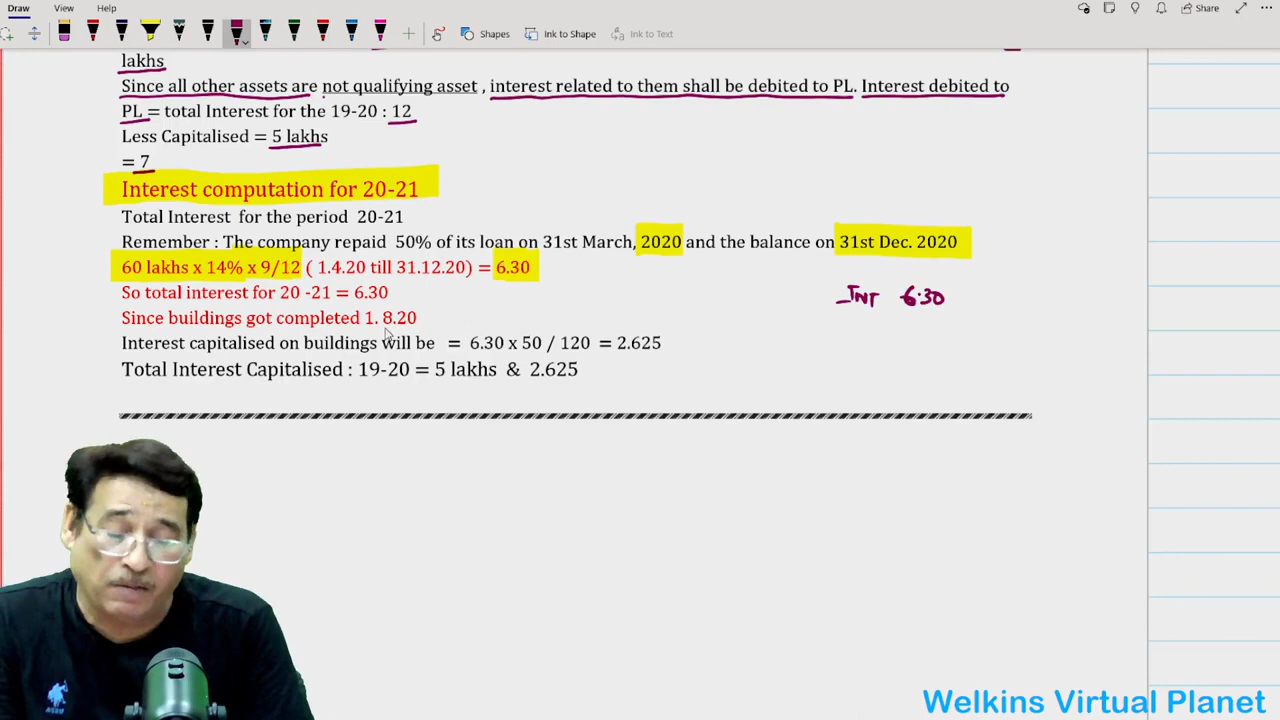 Draw View Help Share
Shapes Ink to Shape Ink to Text
lakhs
Since all other assets are not qualifying asset , interest related to them shall be debited to PL. Interest debited to
PL = total Interest for the 19-20 : 12
Less Capitalised = 5 lakhs
= 7
Interest computation for 20-21
Total Interest for the period 20-21
Remember : The company repaid 50% of its loan on 31st March, 2020 and the balance on 31st Dec. 2020
60 lakhs x 14% x 9/12 ( 1.4.20 till 31.12.20) = 6.30
So total interest for 20 -21 = 6.30
INT 6.30
Since buildings got completed 1. 8.20
Interest capitalised on buildings will be = 6.30 x 50 / 120 = 2.625
Total Interest Capitalised : 19-20 = 5 lakhs & 2.625
Welkins Virtual Planet